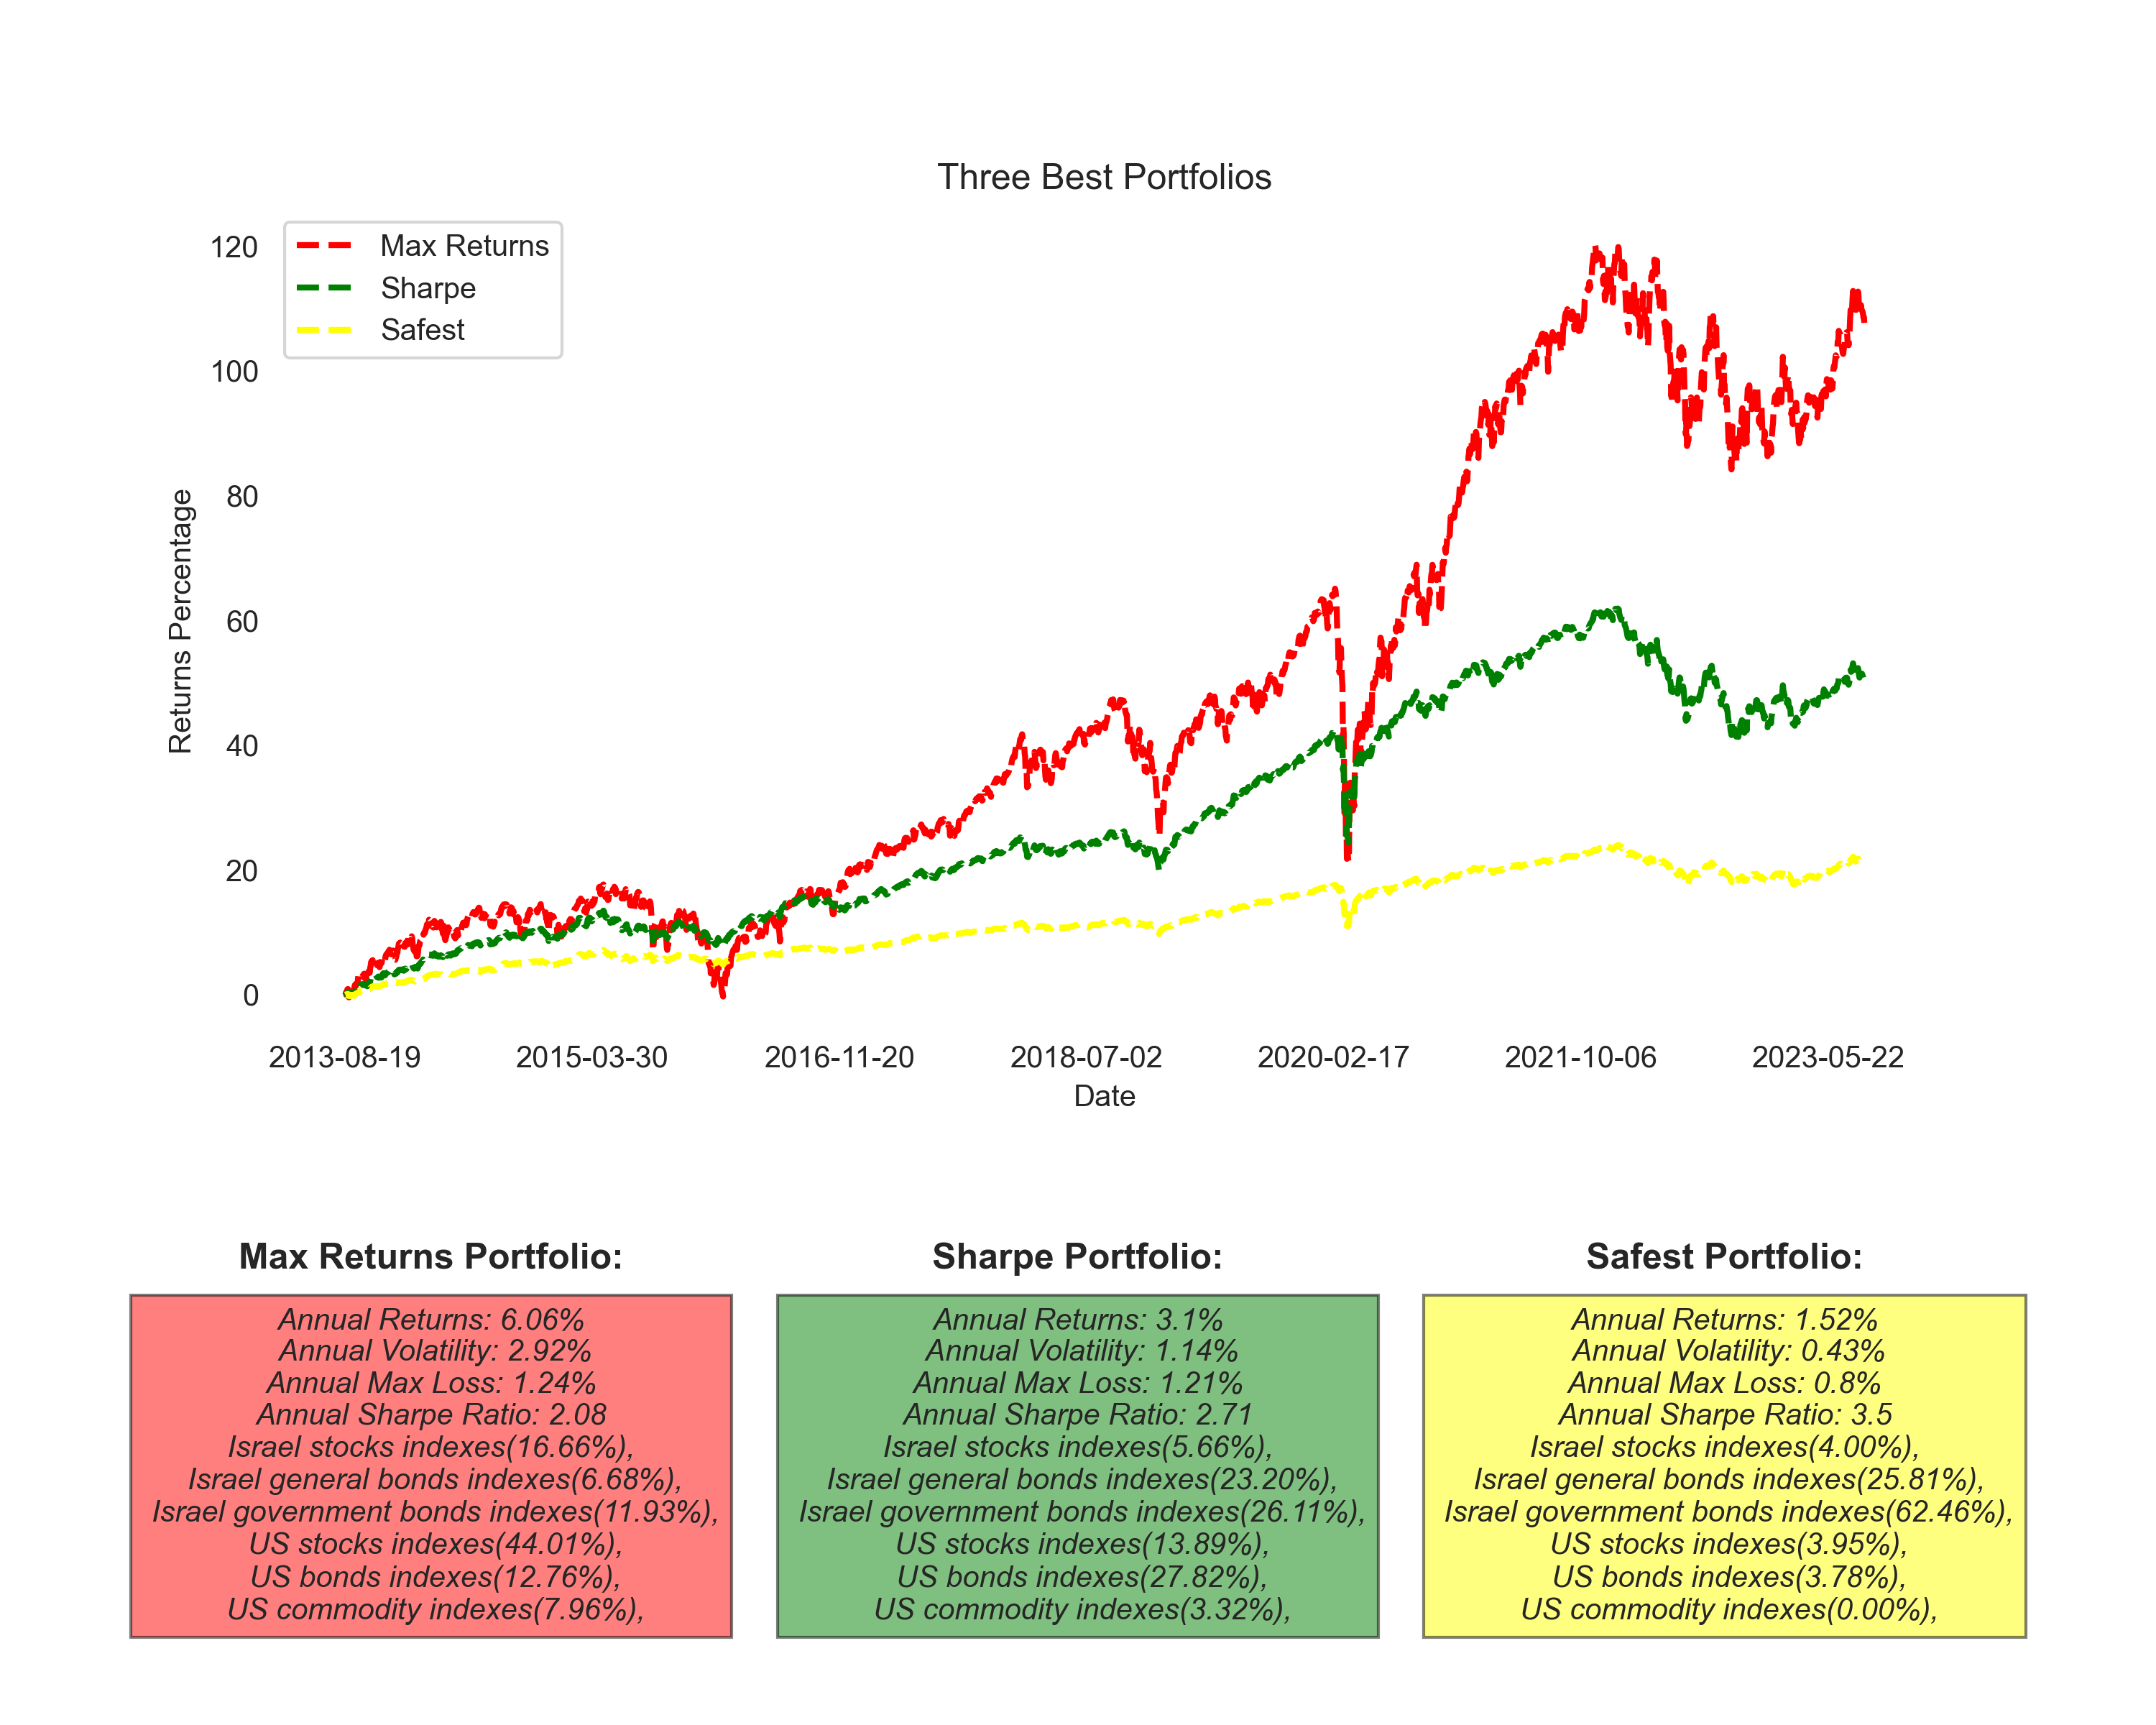 Three Best Portfolios
Max Returns
Sharpe
Safest
120
100
80
60
40
20
0
Returns Percentage
2013-08-19
2015-03-30
2016-11-20
2018-07-02
2020-02-17
2021-10-06
2023-05-22
Date
Max Returns Portfolio:
Annual Returns: 6.06%
Annual Volatility: 2.92%
Annual Max Loss: 1.24%
Annual Sharpe Ratio: 2.08
Israel stocks indexes(16.66%),
Israel general bonds indexes(6.68%),
Israel government bonds indexes(11.93%),
US stocks indexes(44.01%),
US bonds indexes(12.76%),
US commodity indexes(7.96%),
Sharpe Portfolio:
Annual Returns: 3.1%
Annual Volatility: 1.14%
Annual Max Loss: 1.21%
Annual Sharpe Ratio: 2.71
Israel stocks indexes(5.66%),
Israel general bonds indexes(23.20%),
Israel government bonds indexes(26.11%),
US stocks indexes(13.89%),
US bonds indexes(27.82%),
US commodity indexes(3.32%),
Safest Portfolio:
Annual Returns: 1.52%
Annual Volatility: 0.43%
Annual Max Loss: 0.8%
Annual Sharpe Ratio: 3.5
Israel stocks indexes(4.00%),
Israel general bonds indexes(25.81%),
Israel government bonds indexes(62.46%),
US stocks indexes(3.95%),
US bonds indexes(3.78%),
US commodity indexes(0.00%),